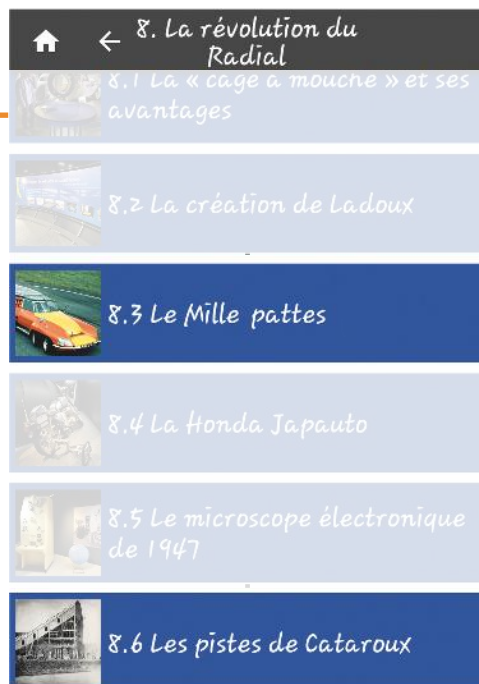 8. La révolution du
Radial
8.1 La « cage à mouche » et ses
avantages
8.2 La création de Ladoux
8.3 Le Mille pattes
8.4 La Honda Japauto
8.5 Le microscope électronique
de 1947
8.6 Les pistes de Cataroux